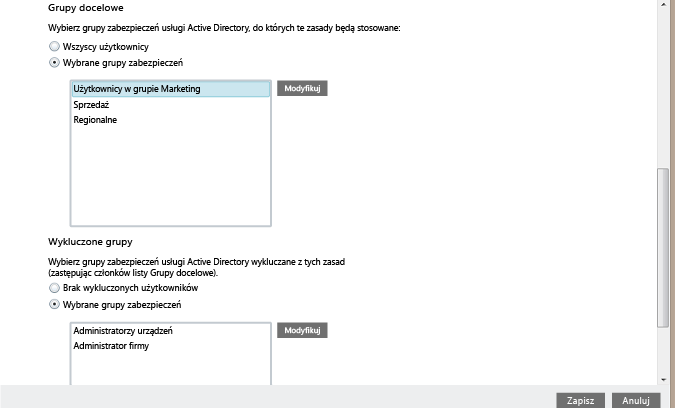 Grupy docelowe
Wybierz grupy zabezpieczeń usługi Active Directory, do których te zasady będą stosowane:
Wszyscy użytkownicy
Wybrane grupy zabezpieczeń
Użytkownicy w grupie Marketing
Modyfikuj
Sprzedaż
Regionalne
Wykluczone grupy
Wybierz grupy zabezpieczeń usługi Active Directory wykluczane z tych zasad
(zastępując członków listy Grupy docelowe).
Brak wykluczonych użytkowników
Wybrane grupy zabezpieczeń
Administratorzy urządzeń
Modyfikuj
Administrator firmy
Zapisz
Anuluj